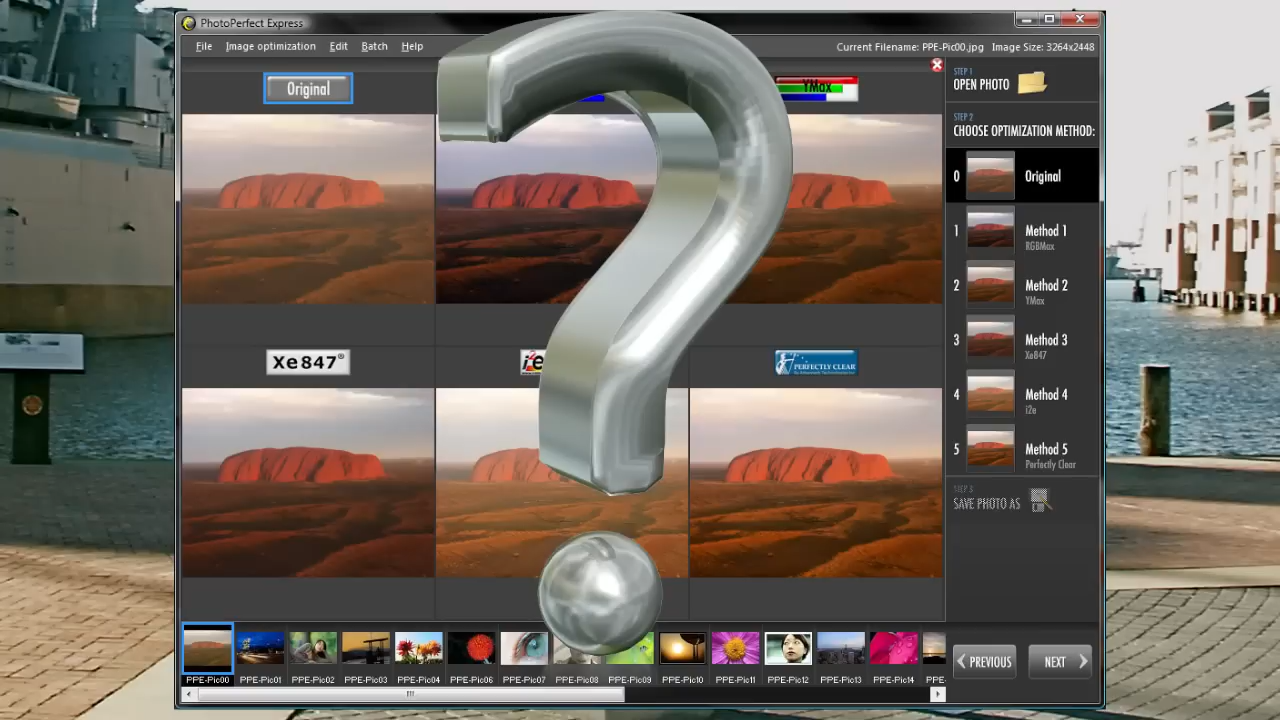 PhotoPerfect Express
File Image optimization Edit Batch Help
Current Filename: PPE-Pic00.jpg Image Size: 3264x2448
Original
YMax
Xe847®
i2e
PERFECTLY CLEAR
STEP 1
OPEN PHOTO
STEP 2
CHOOSE OPTIMIZATION METHOD:
0 Original
1 Method 1
RGBMax
2 Method 2
YMax
3 Method 3
Xe847
4 Method 4
i2e
5 Method 5
Perfectly Clear
STEP 3
SAVE PHOTO AS
PREVIOUS
NEXT
PPE-Pic00 PPE-Pic01 PPE-Pic02 PPE-Pic03 PPE-Pic04 PPE-Pic06 PPE-Pic07 PPE-Pic08 PPE-Pic09 PPE-Pic10 PPE-Pic11 PPE-Pic12 PPE-Pic13 PPE-Pic14 PPE-